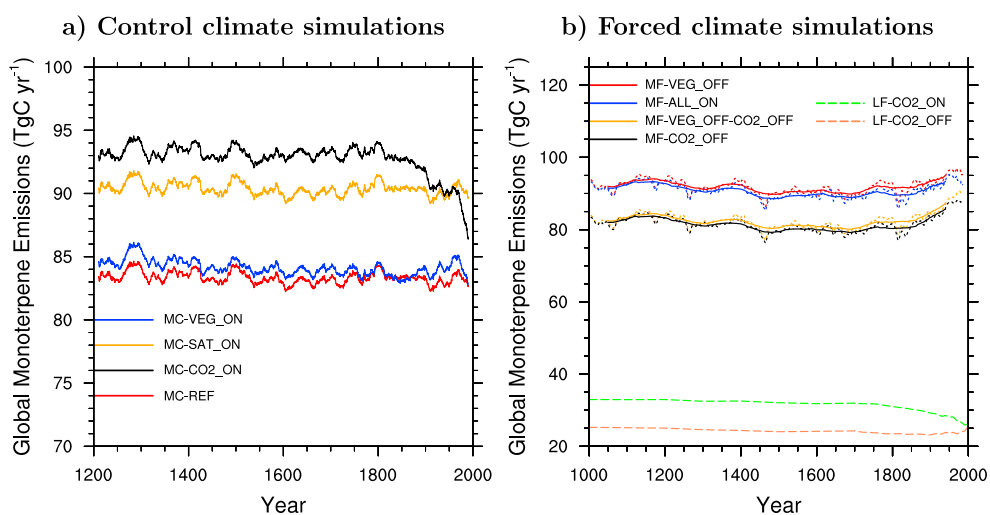 a) Control climate simulations
Global Monoterpene Emissions (TgC yr⁻¹)
100
95
90
85
80
75
70
MC-VEG_ON
MC-SAT_ON
MC-CO2_ON
MC-REF
1200 1400 1600 1800 2000
Year
b) Forced climate simulations
Global Monoterpene Emissions (TgC yr⁻¹)
120
100
80
60
40
20
MF-VEG_OFF
MF-ALL_ON
MF-VEG_OFF-CO2_OFF
MF-CO2_OFF
LF-CO2_ON
LF-CO2_OFF
1000 1200 1400 1600 1800 2000
Year